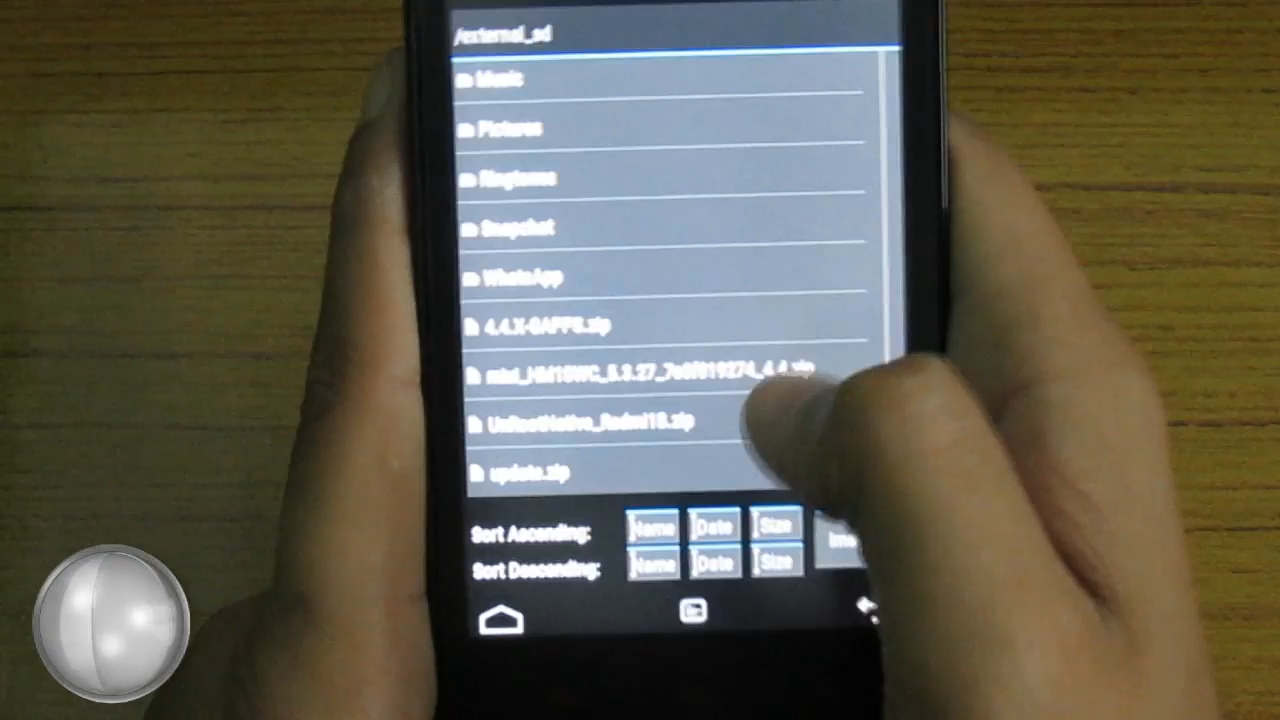 /external_sd
Music
Pictures
Ringtones
Snapchat
WhatsApp
4.4.X-GAPPS.zip
UnRootNative_Redmi1S.zip
update.zip
Sort Ascending: Name Date Size
Sort Descending: Name Date Size